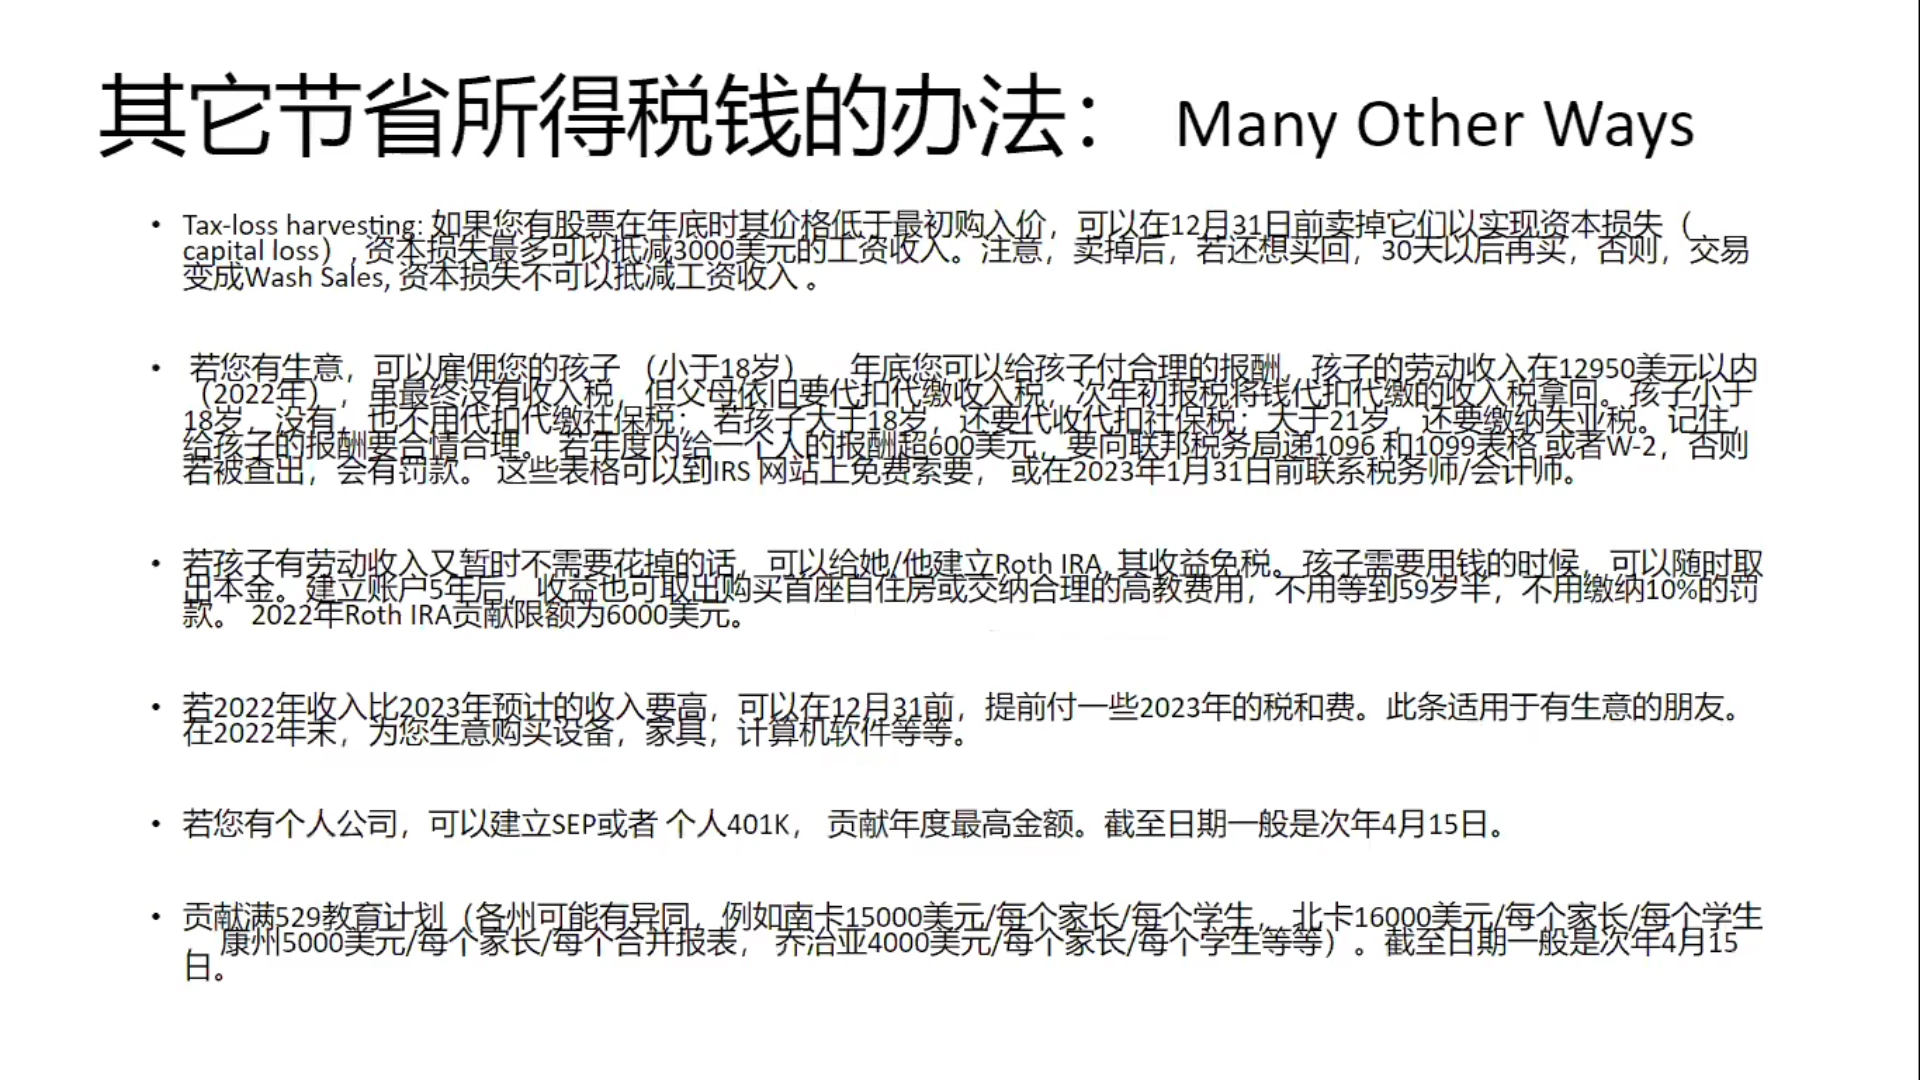 其它节省所得税钱的办法： Many Other Ways
• Tax-loss harvesting: 如果您有股票在年底时其价格低于最初购入价，可以在12月31日前卖掉它们以实现资本损失（
capital loss）, 资本损失最多可以抵减3000美元的工资收入。注意，卖掉后，若还想买回，30天以后再买，否则，交易
变成Wash Sales, 资本损失不可以抵减工资收入 。
• 若您有生意，可以雇佣您的孩子 （小于18岁）， 年底您可以给孩子付合理的报酬，孩子的劳动收入在12950美元以内
（2022年），虽最终没有收入税，但父母依旧要代扣代缴收入税，次年初报税将钱代扣代缴的收入税拿回。孩子小于
18岁，没有，也不用代扣代缴社保税； 若孩子大于18岁，还要代收代扣社保税；大于21岁，还要缴纳失业税。记住，
给孩子的报酬要合情合理。 若年度内给一个人的报酬超600美元，要向联邦税务局递1096 和1099表格 或者W-2，否则
若被查出，会有罚款。 这些表格可以到IRS 网站上免费索要， 或在2023年1月31日前联系税务师/会计师。
• 若孩子有劳动收入又暂时不需要花掉的话，可以给她/他建立Roth IRA, 其收益免税。孩子需要用钱的时候，可以随时取
出本金。建立账户5年后，收益也可取出购买首座自住房或交纳合理的高教费用，不用等到59岁半，不用缴纳10%的罚
款。 2022年Roth IRA贡献限额为6000美元。
• 若2022年收入比2023年预计的收入要高，可以在12月31前，提前付一些2023年的税和费。此条适用于有生意的朋友。
在2022年末，为您生意购买设备，家具，计算机软件等等。
• 若您有个人公司，可以建立SEP或者 个人401K， 贡献年度最高金额。截至日期一般是次年4月15日。
• 贡献满529教育计划（各州可能有异同，例如南卡15000美元/每个家长/每个学生， 北卡16000美元/每个家长/每个学生
， 康州5000美元/每个家长/每个合并报表， 乔治亚4000美元/每个家长/每个学生等等）。截至日期一般是次年4月15
日。